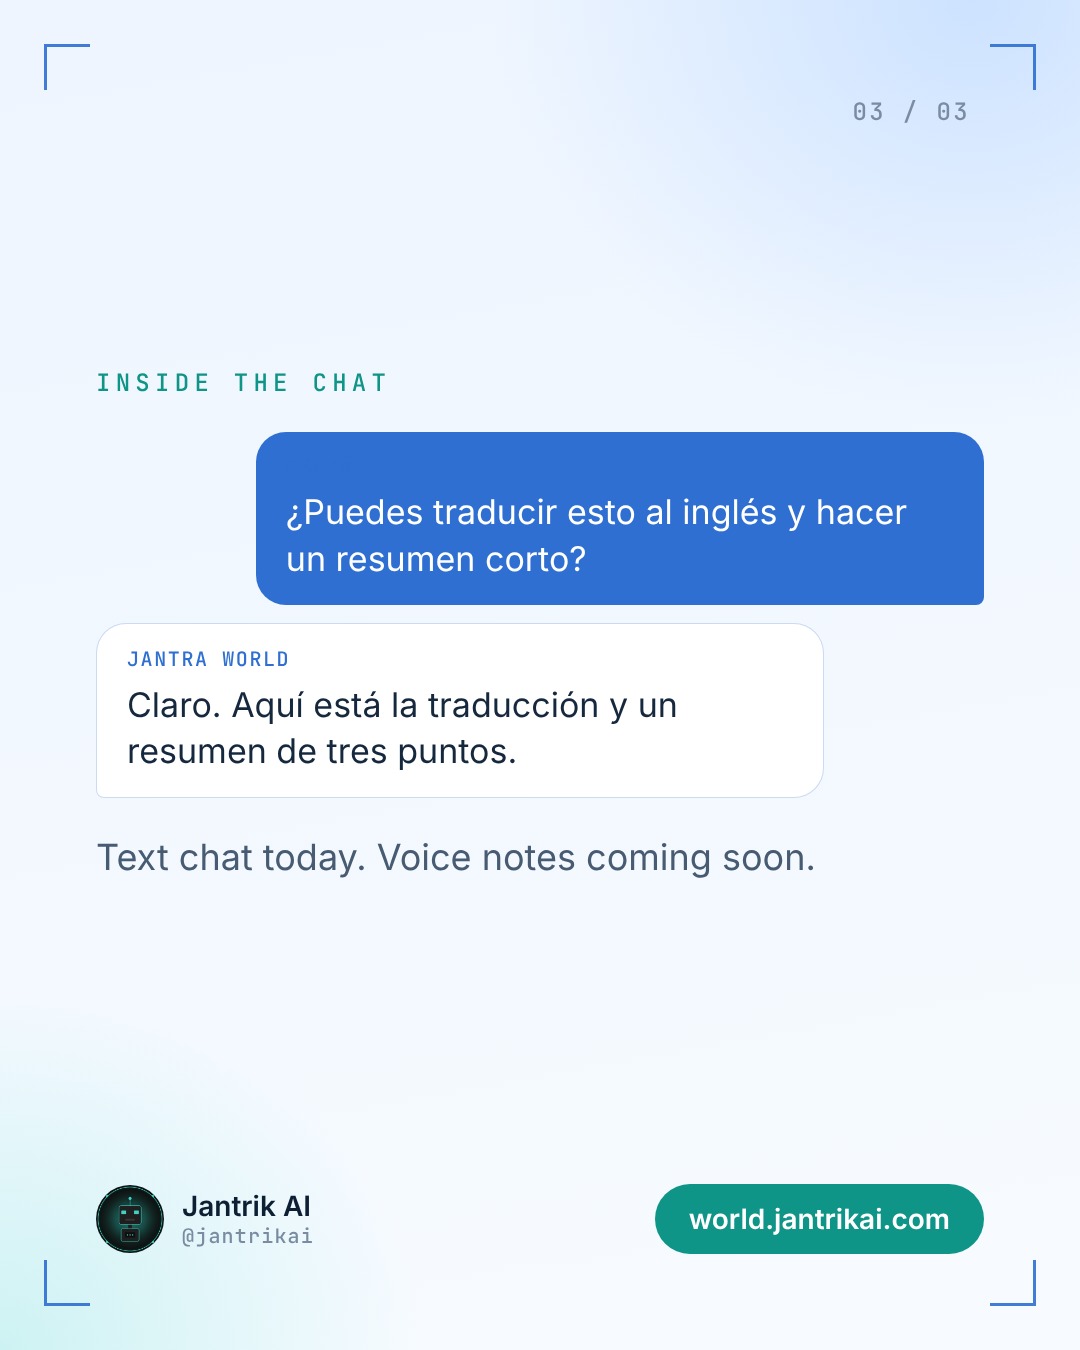 03 / 03
INSIDE THE CHAT
¿Puedes traducir esto al inglés y hacer
un resumen corto?
JANTRA WORLD
Claro. Aquí está la traducción y un
resumen de tres puntos.
Text chat today. Voice notes coming soon.
Jantrik AI
@jantrikai
world.jantrikai.com